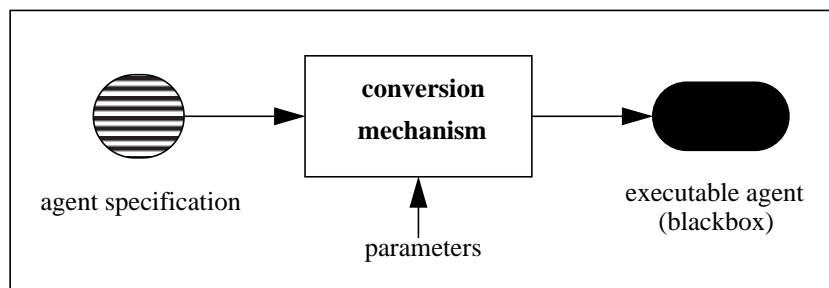 conversion
mechanism
agent specification
executable agent
(blackbox)
parameters